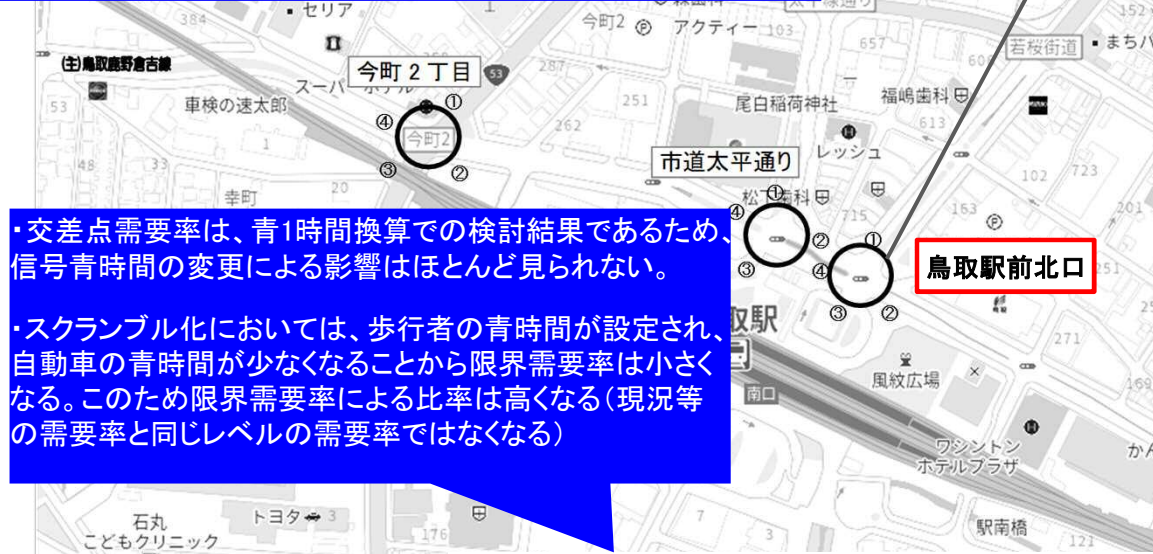 384
セリア
今町2
P
アクティー
103
太平線通り
657
152
若桜街道
まちパ
(主)鳥取鹿野倉吉線
53
車検の速太郎
スーパーホテル
今町２丁目
53
287
251
262
尾白稲荷神社
福嶋歯科
613
H
レッシュ
①
④
今町2
③
②
48
33
1
20
幸町
市道太平通り
松丁歯科
715
102
723
201
163
P
①
④
②
③
①
④
③
②
鳥取駅前北口
251
・交差点需要率は、青1時間換算での検討結果であるため、
信号青時間の変更による影響はほとんど見られない。
・スクランブル化においては、歩行者の青時間が設定され、
自動車の青時間が少なくなることから限界需要率は小さく
なる。このため限界需要率による比率は高くなる(現況等
の需要率と同じレベルの需要率ではなくなる)
取駅
南口
風紋広場
271
169
H
ワシントン
ホテルプラザ
かん
石丸
こどもクリニック
トヨタ
3
176
7
3
駅南橋
121